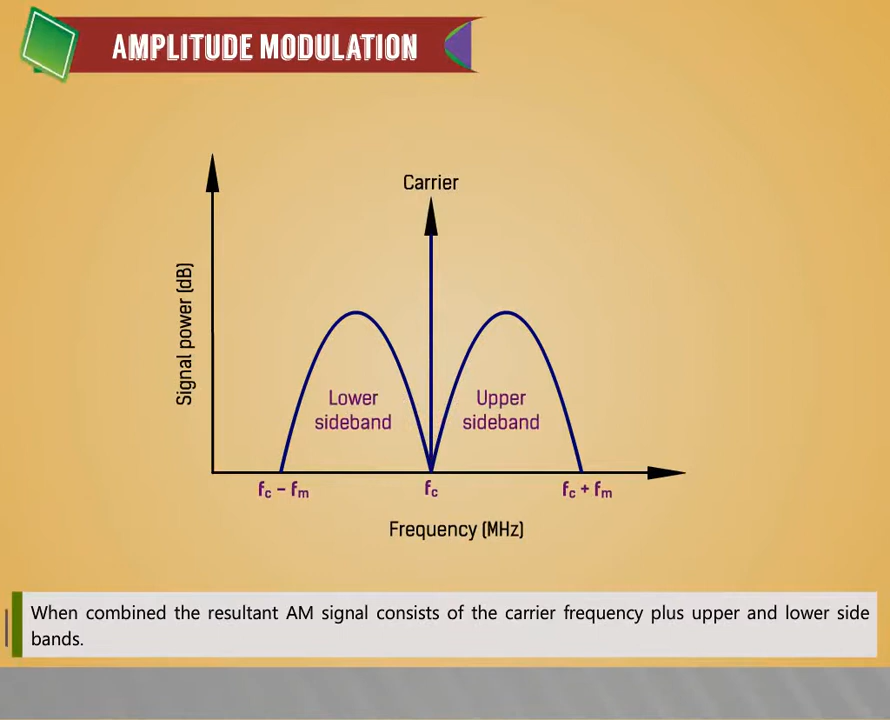 AMPLITUDE MODULATION
Carrier
Signal power (dB)
Lower
sideband
Upper
sideband
fc – fm
fc
fc + fm
Frequency (MHz)
When combined the resultant AM signal consists of the carrier frequency plus upper and lower side
bands.